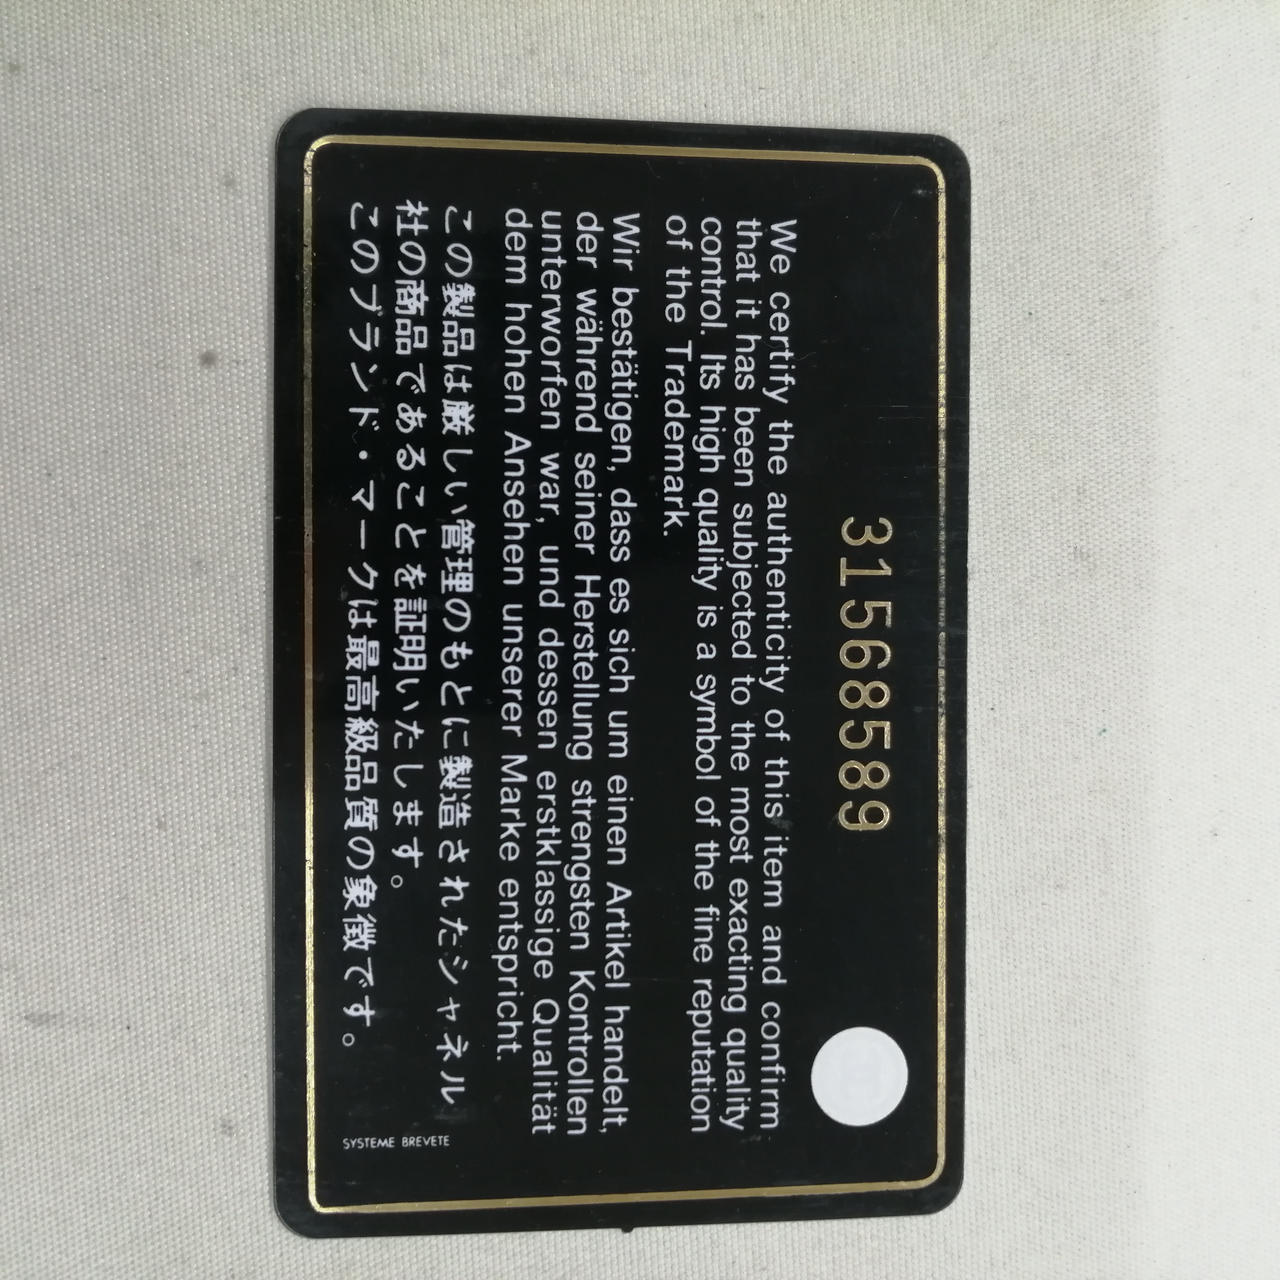 31568589
We certify the authenticity of this item and confirm
that it has been subjected to the most exacting quality
control. Its high quality is a symbol of the fine reputation
of the Trademark.
Wir bestätigen, dass es sich um einen Artikel handelt,
der während seiner Herstellung strengsten Kontrollen
unterworfen war, und dessen erstklassige Qualität
dem hohen Ansehen unserer Marke entspricht.
この製品は厳しい管理のもとに製造されたシャネル
社の商品であることを証明いたします。
このブランド・マークは最高級品質の象徴です。
SYSTEME BREVETE